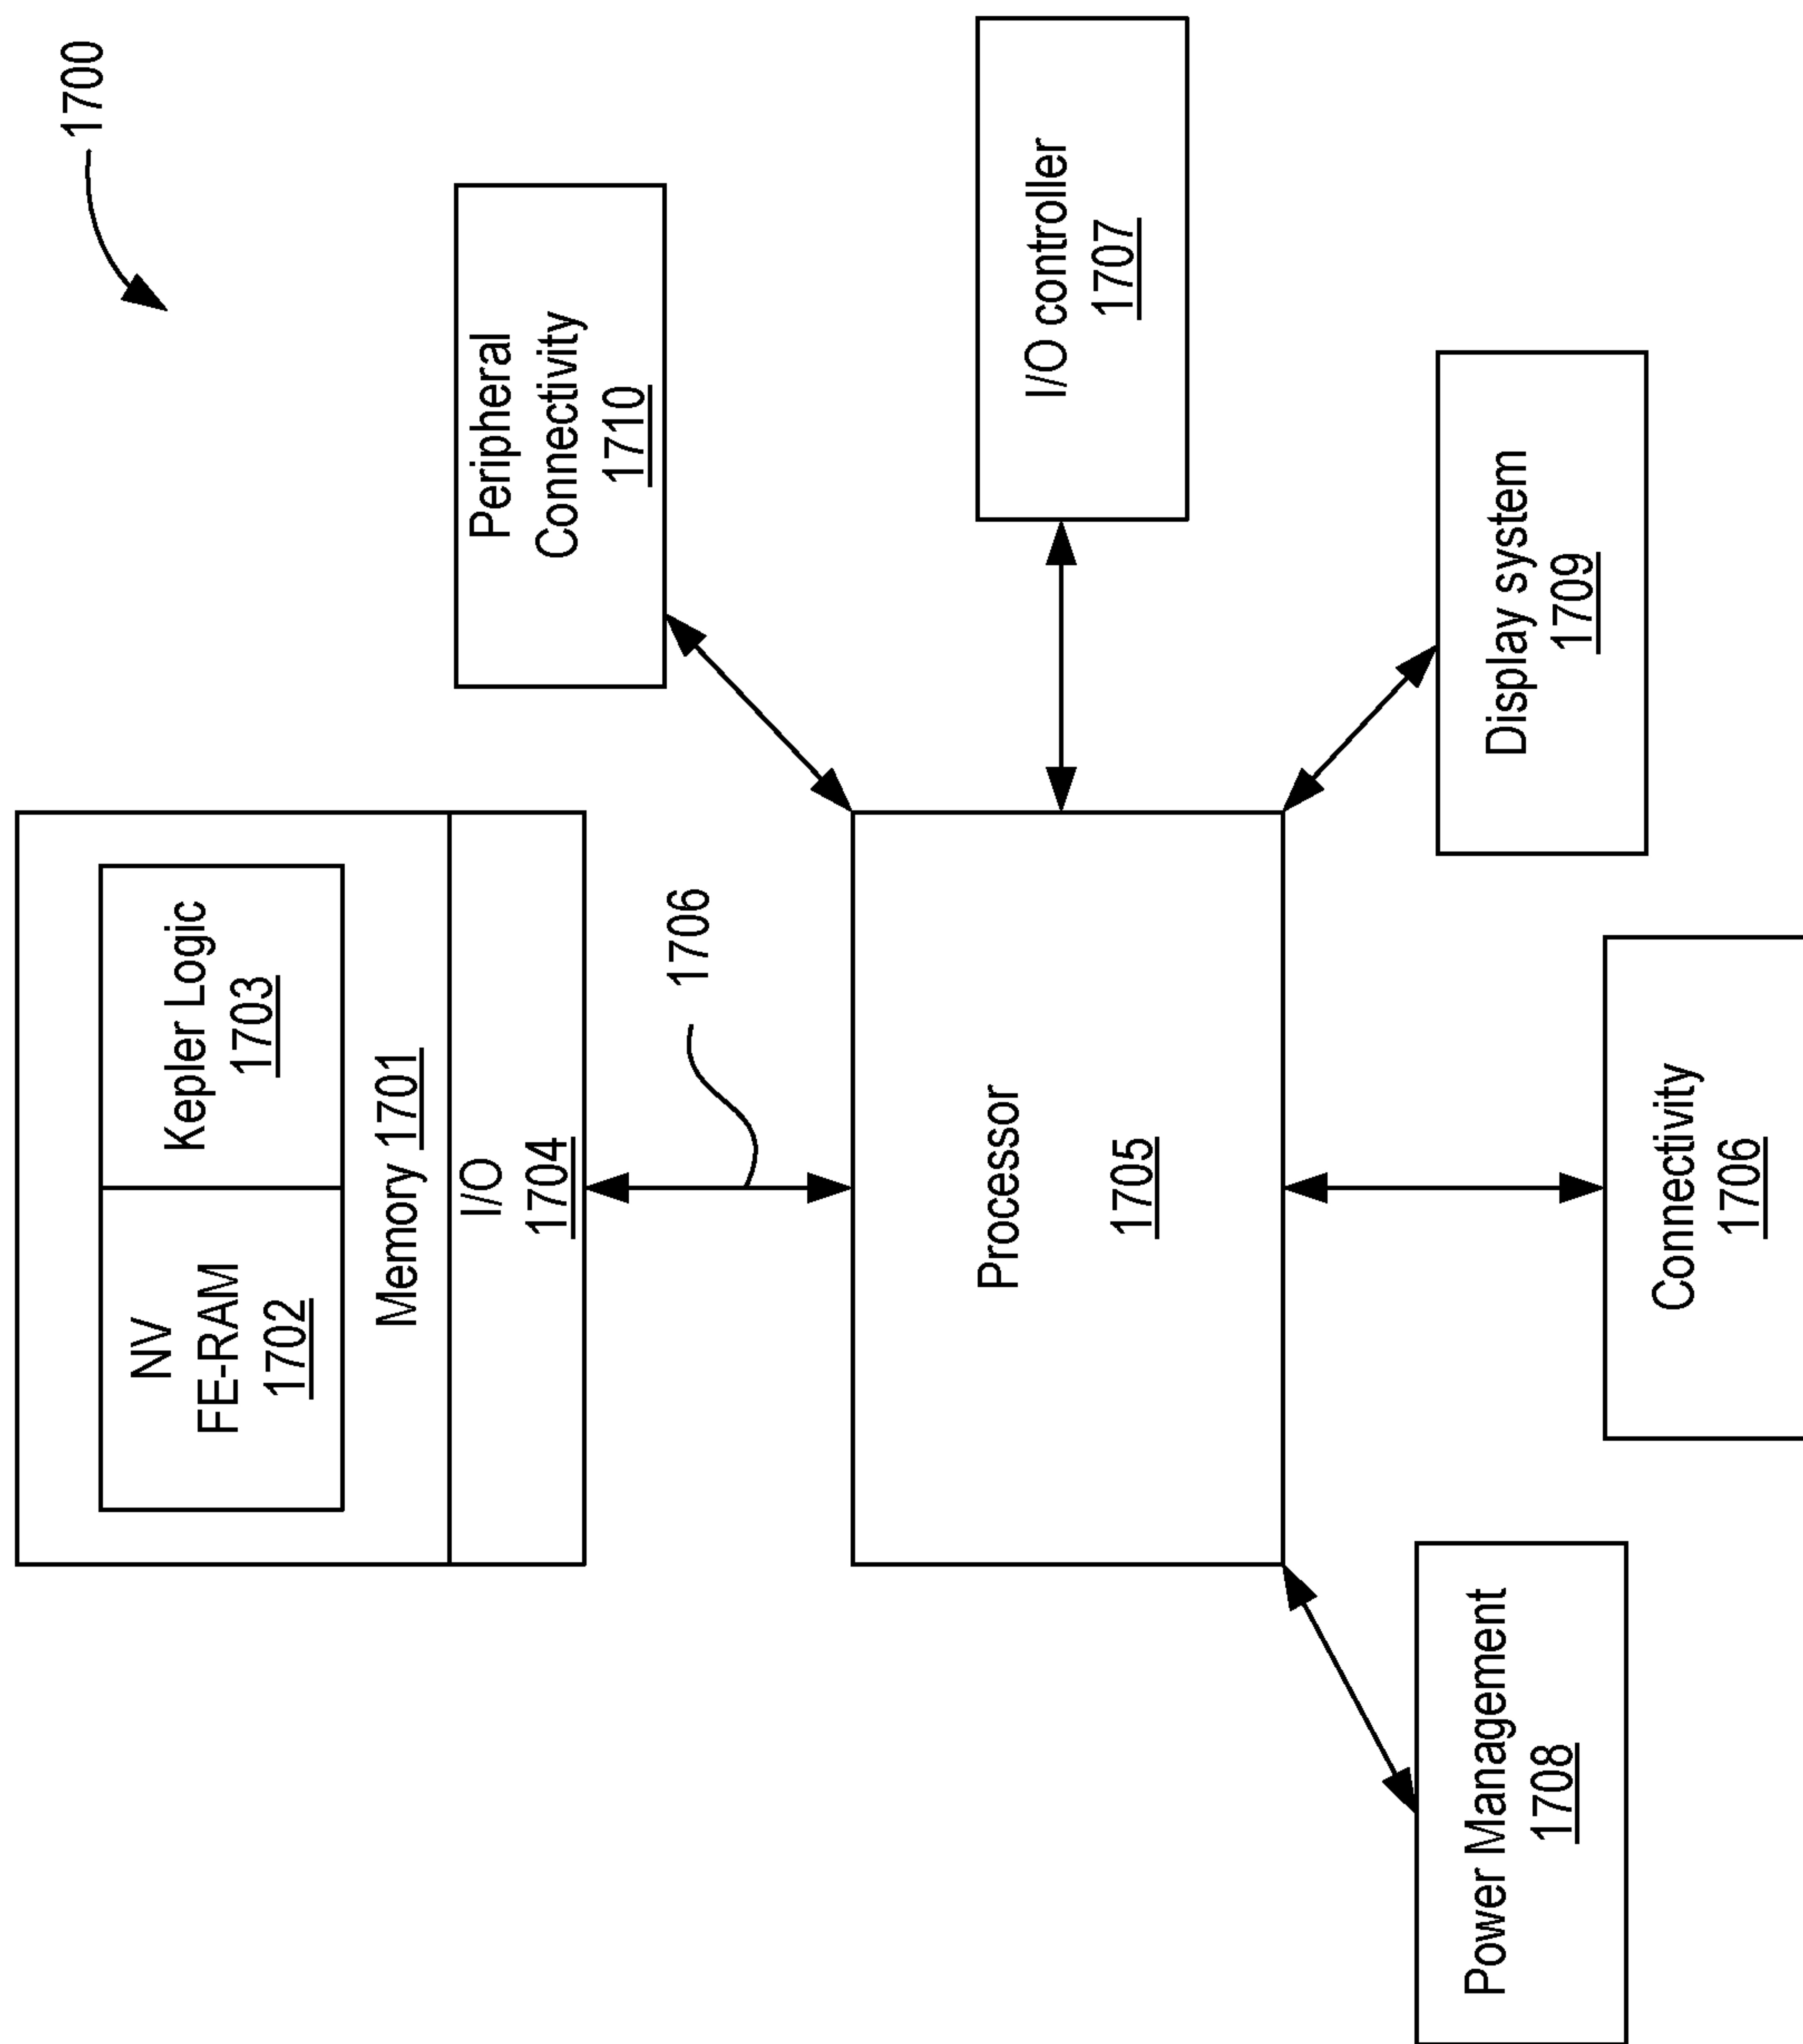 1700
NV
FE-RAM
1702
Kepler Logic
1703
Memory 1701
I/O
1704
1706
Peripheral
Connectivity
1710
Processor
1705
I/O controller
1707
Display system
1709
Power Management
1708
Connectivity
1706